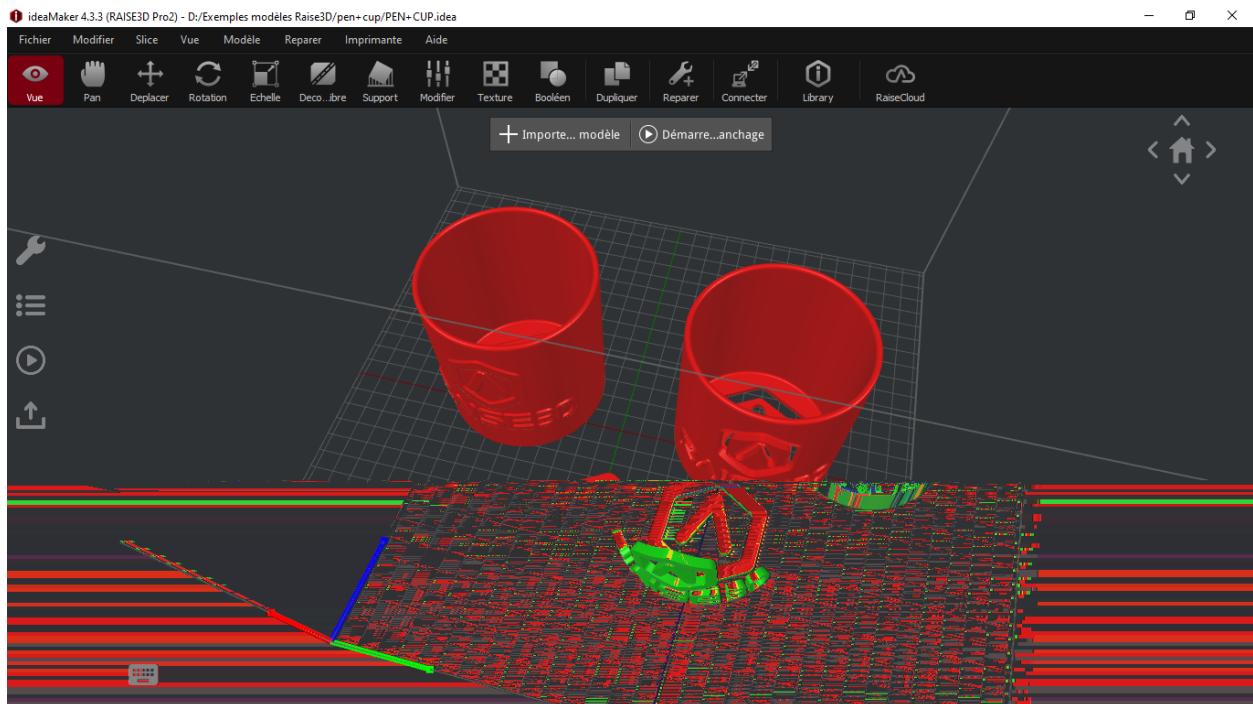 ideaMaker 4.3.3 (RAISE3D Pro2) - D:/Exemples modèles Raise3D/pen+cup/PEN+CUP.idea
Fichier Modifier Slice Vue Modèle Reparer Imprimante Aide
Vue Pan Deplacer Rotation Echelle Deco...ibre Support Modifier Texture Booléen Dupliquer Reparer Connecter Library RaiseCloud
Importe... modèle Démarre...anchage